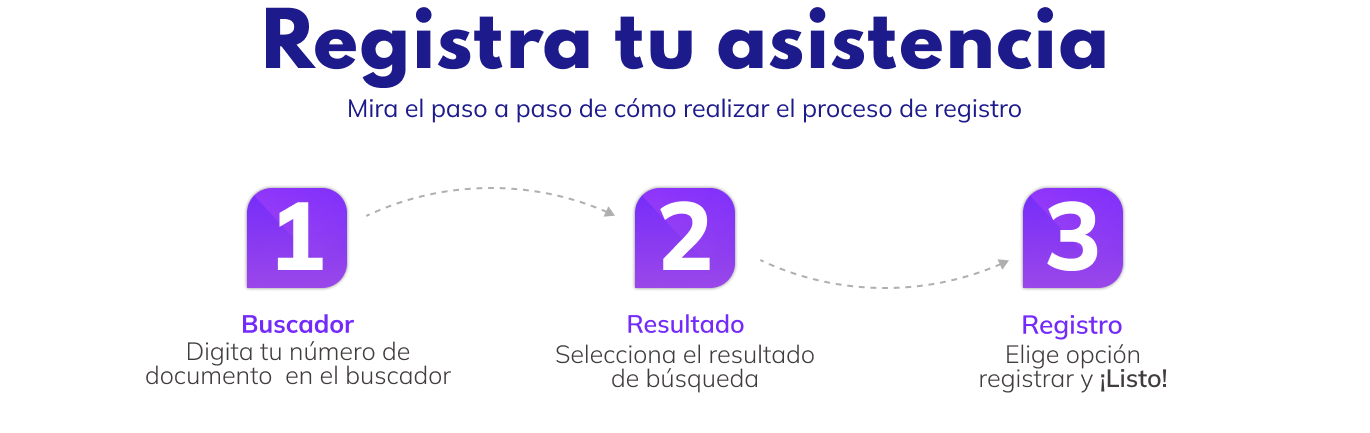 Registra tu asistencia
Mira el paso a paso de cómo realizar el proceso de registro
1
Buscador
Digita tu número de
documento en el buscador
2
Resultado
Selecciona el resultado
de búsqueda
3
Registro
Elige opción
registrar y ¡Listo!